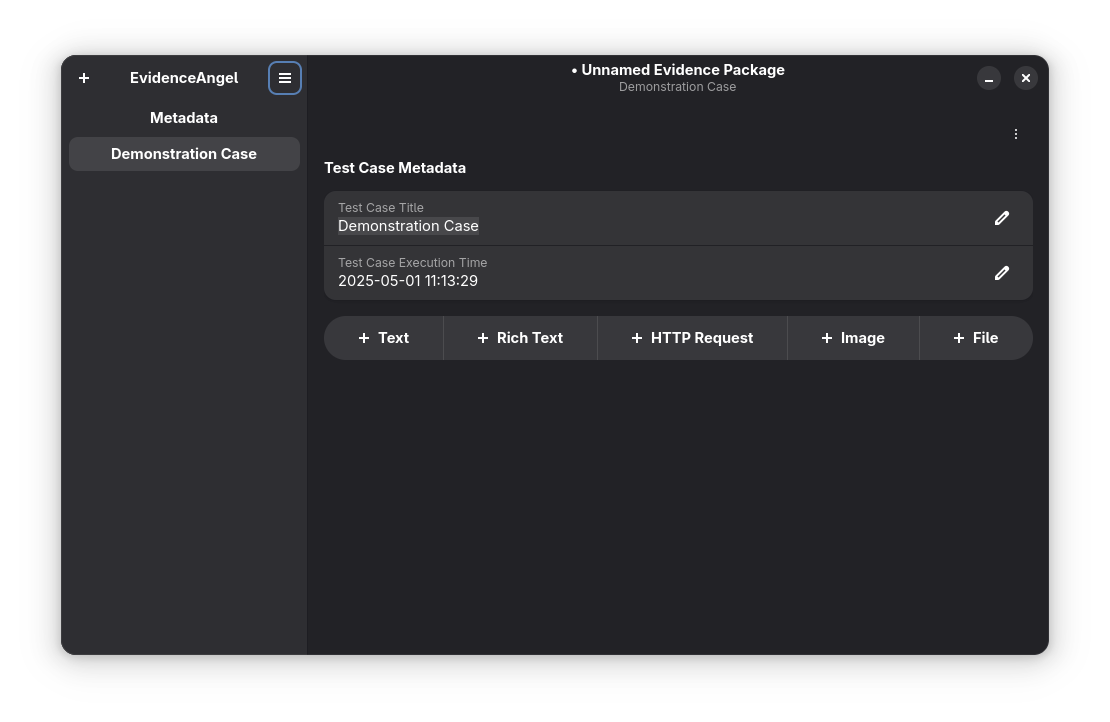 EvidenceAngel
Metadata
Demonstration Case
• Unnamed Evidence Package
Demonstration Case
Test Case Metadata
Test Case Title
Demonstration Case
Test Case Execution Time
2025-05-01 11:13:29
+ Text
+ Rich Text
+ HTTP Request
+ Image
+ File